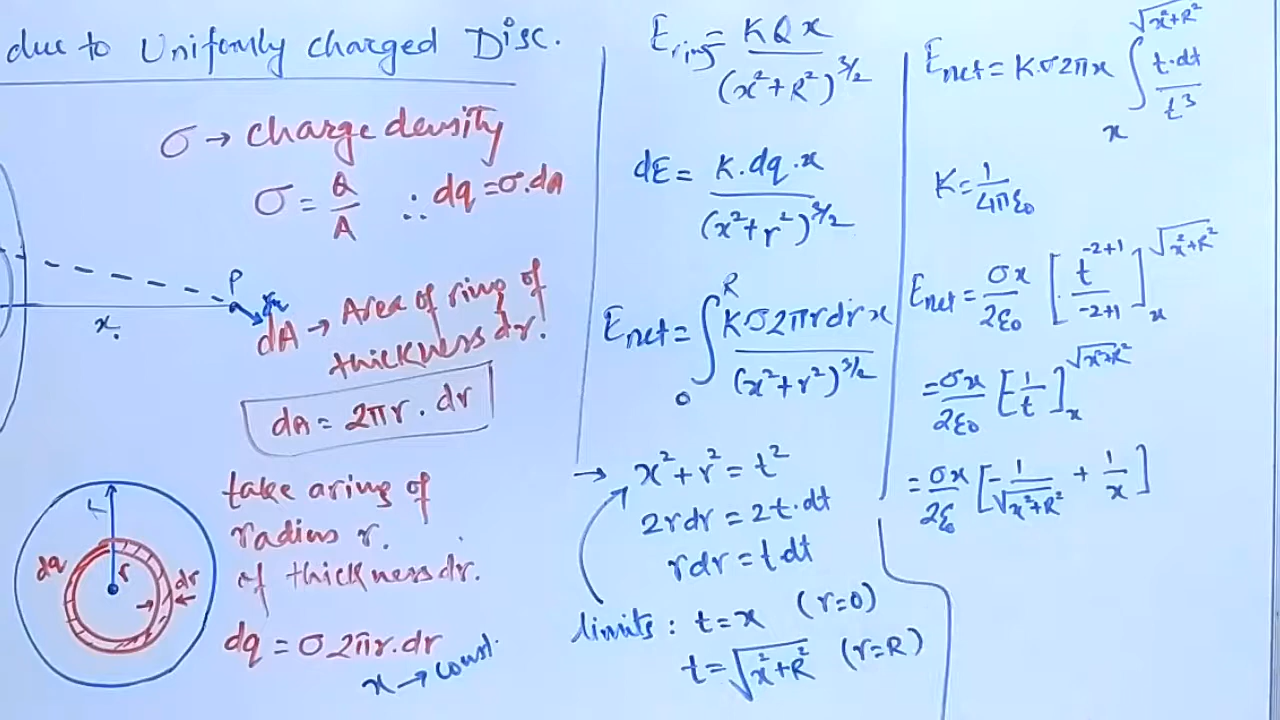 due to Uniformly charged Disc.
σ → charge density
σ = Q/A ∴ dq = σ.dA
P
x.
dA → Area of ring of
thickness dr.
dA = 2πr . dr
take a ring of
radius r.
of thickness dr.
dq = σ 2πr.dr
x → const.
dq
r
dr
E_ring = KQx/(x²+R²)^3/2
dE = K.dq.x/(x²+r²)^3/2
E_net = ∫_0^R Kσ2πrdr x/(x²+r²)^3/2
→ x²+r² = t²
2rdr = 2t.dt
rdr = t.dt
limits : t = x (r=0)
t = √x²+R² (r=R)
E_net = K.σ2πx ∫_x^√x²+R² t.dt/t³
K = 1/4πε0
E_net = σx/2ε0 [t^-2+1/-2+1]_x^√x²+R²
= σx/2ε0 [1/t]_x^√x²+R²
= σx/2ε0 [-1/√x²+R² + 1/x]